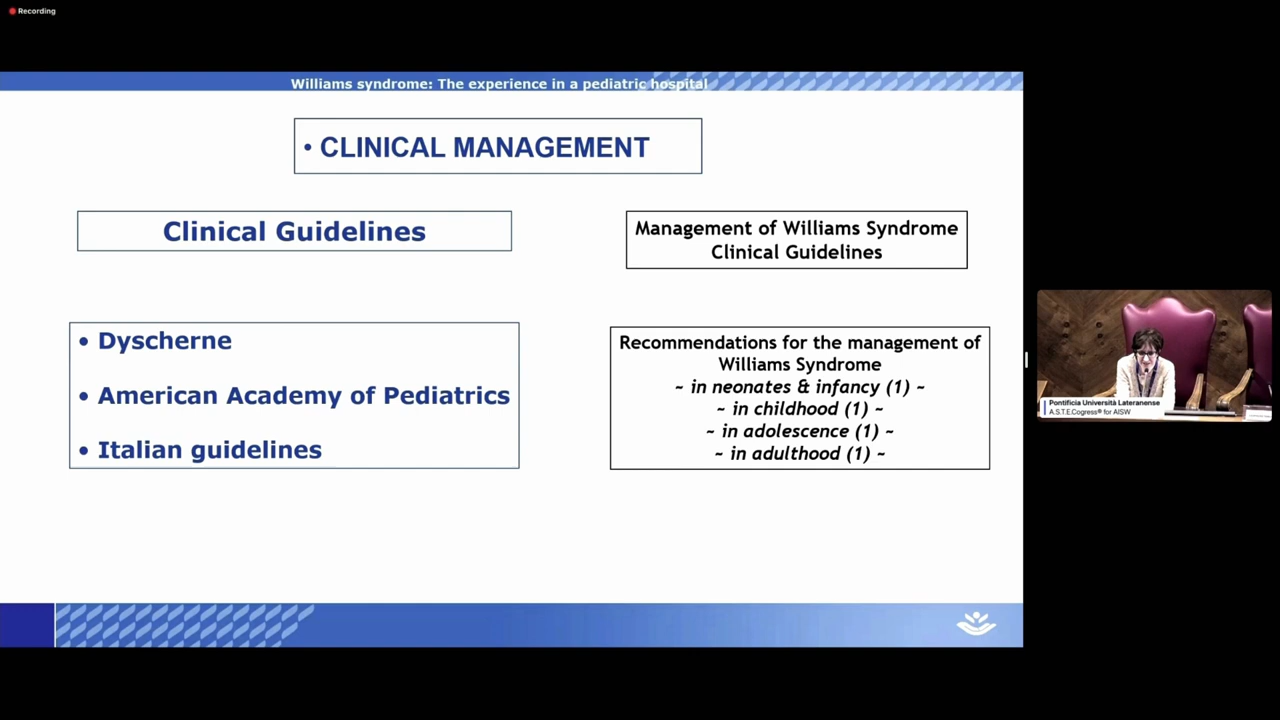 Recording
Williams syndrome: The experience in a pediatric hospital
• CLINICAL MANAGEMENT
Clinical Guidelines
• Dyscherne
• American Academy of Pediatrics
• Italian guidelines
Management of Williams Syndrome
Clinical Guidelines
Recommendations for the management of
Williams Syndrome
~ in neonates & infancy (1) ~
~ in childhood (1) ~
~ in adolescence (1) ~
~ in adulthood (1) ~
Pontificia Università Lateranense
A.S.T.E.Cogress® for AISW